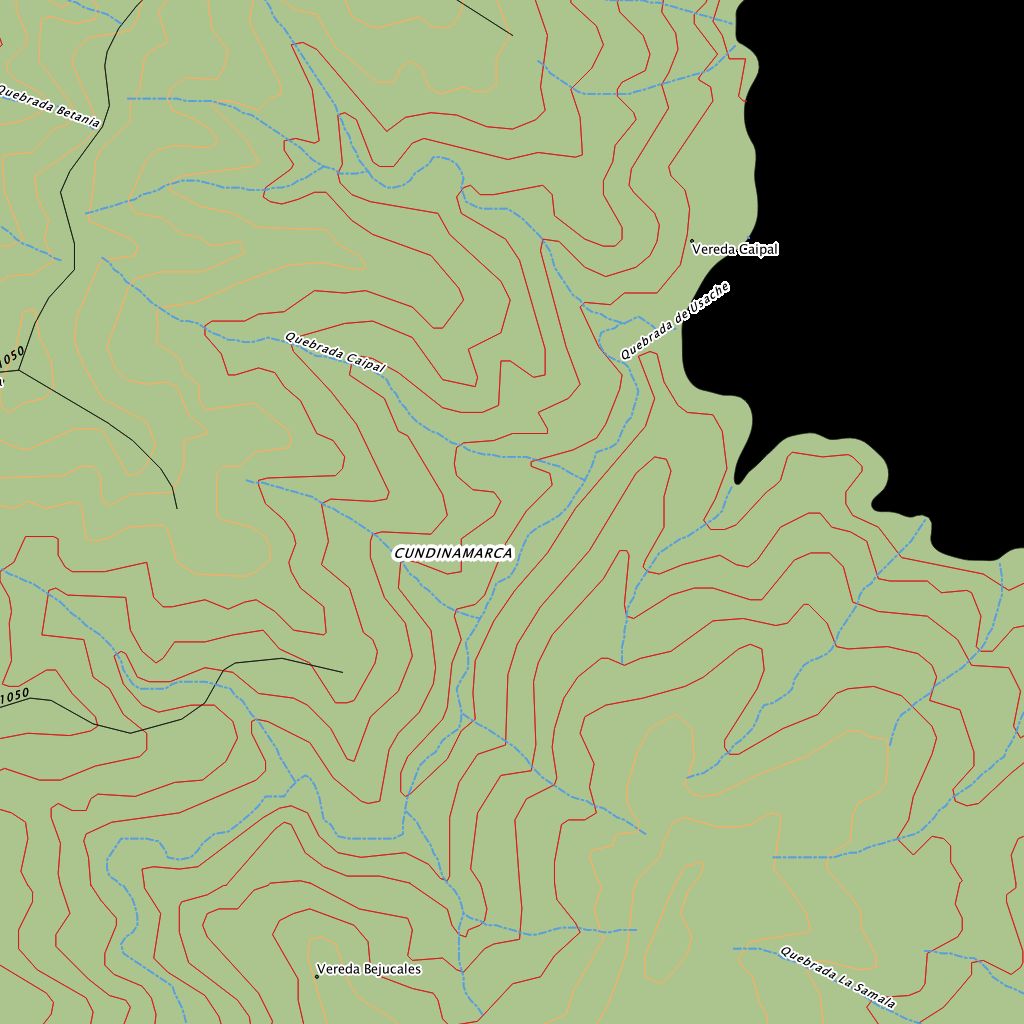 Quebrada Betania
Vereda Caipal
Quebrada de Usache
Quebrada Caipal
1050
CUNDINAMARCA
1050
Vereda Bejucales
Quebrada La Samala